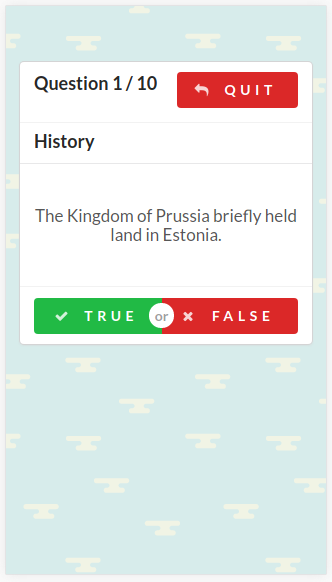 Question 1 / 10
QUIT
History
The Kingdom of Prussia briefly held
land in Estonia.
TRUE or FALSE